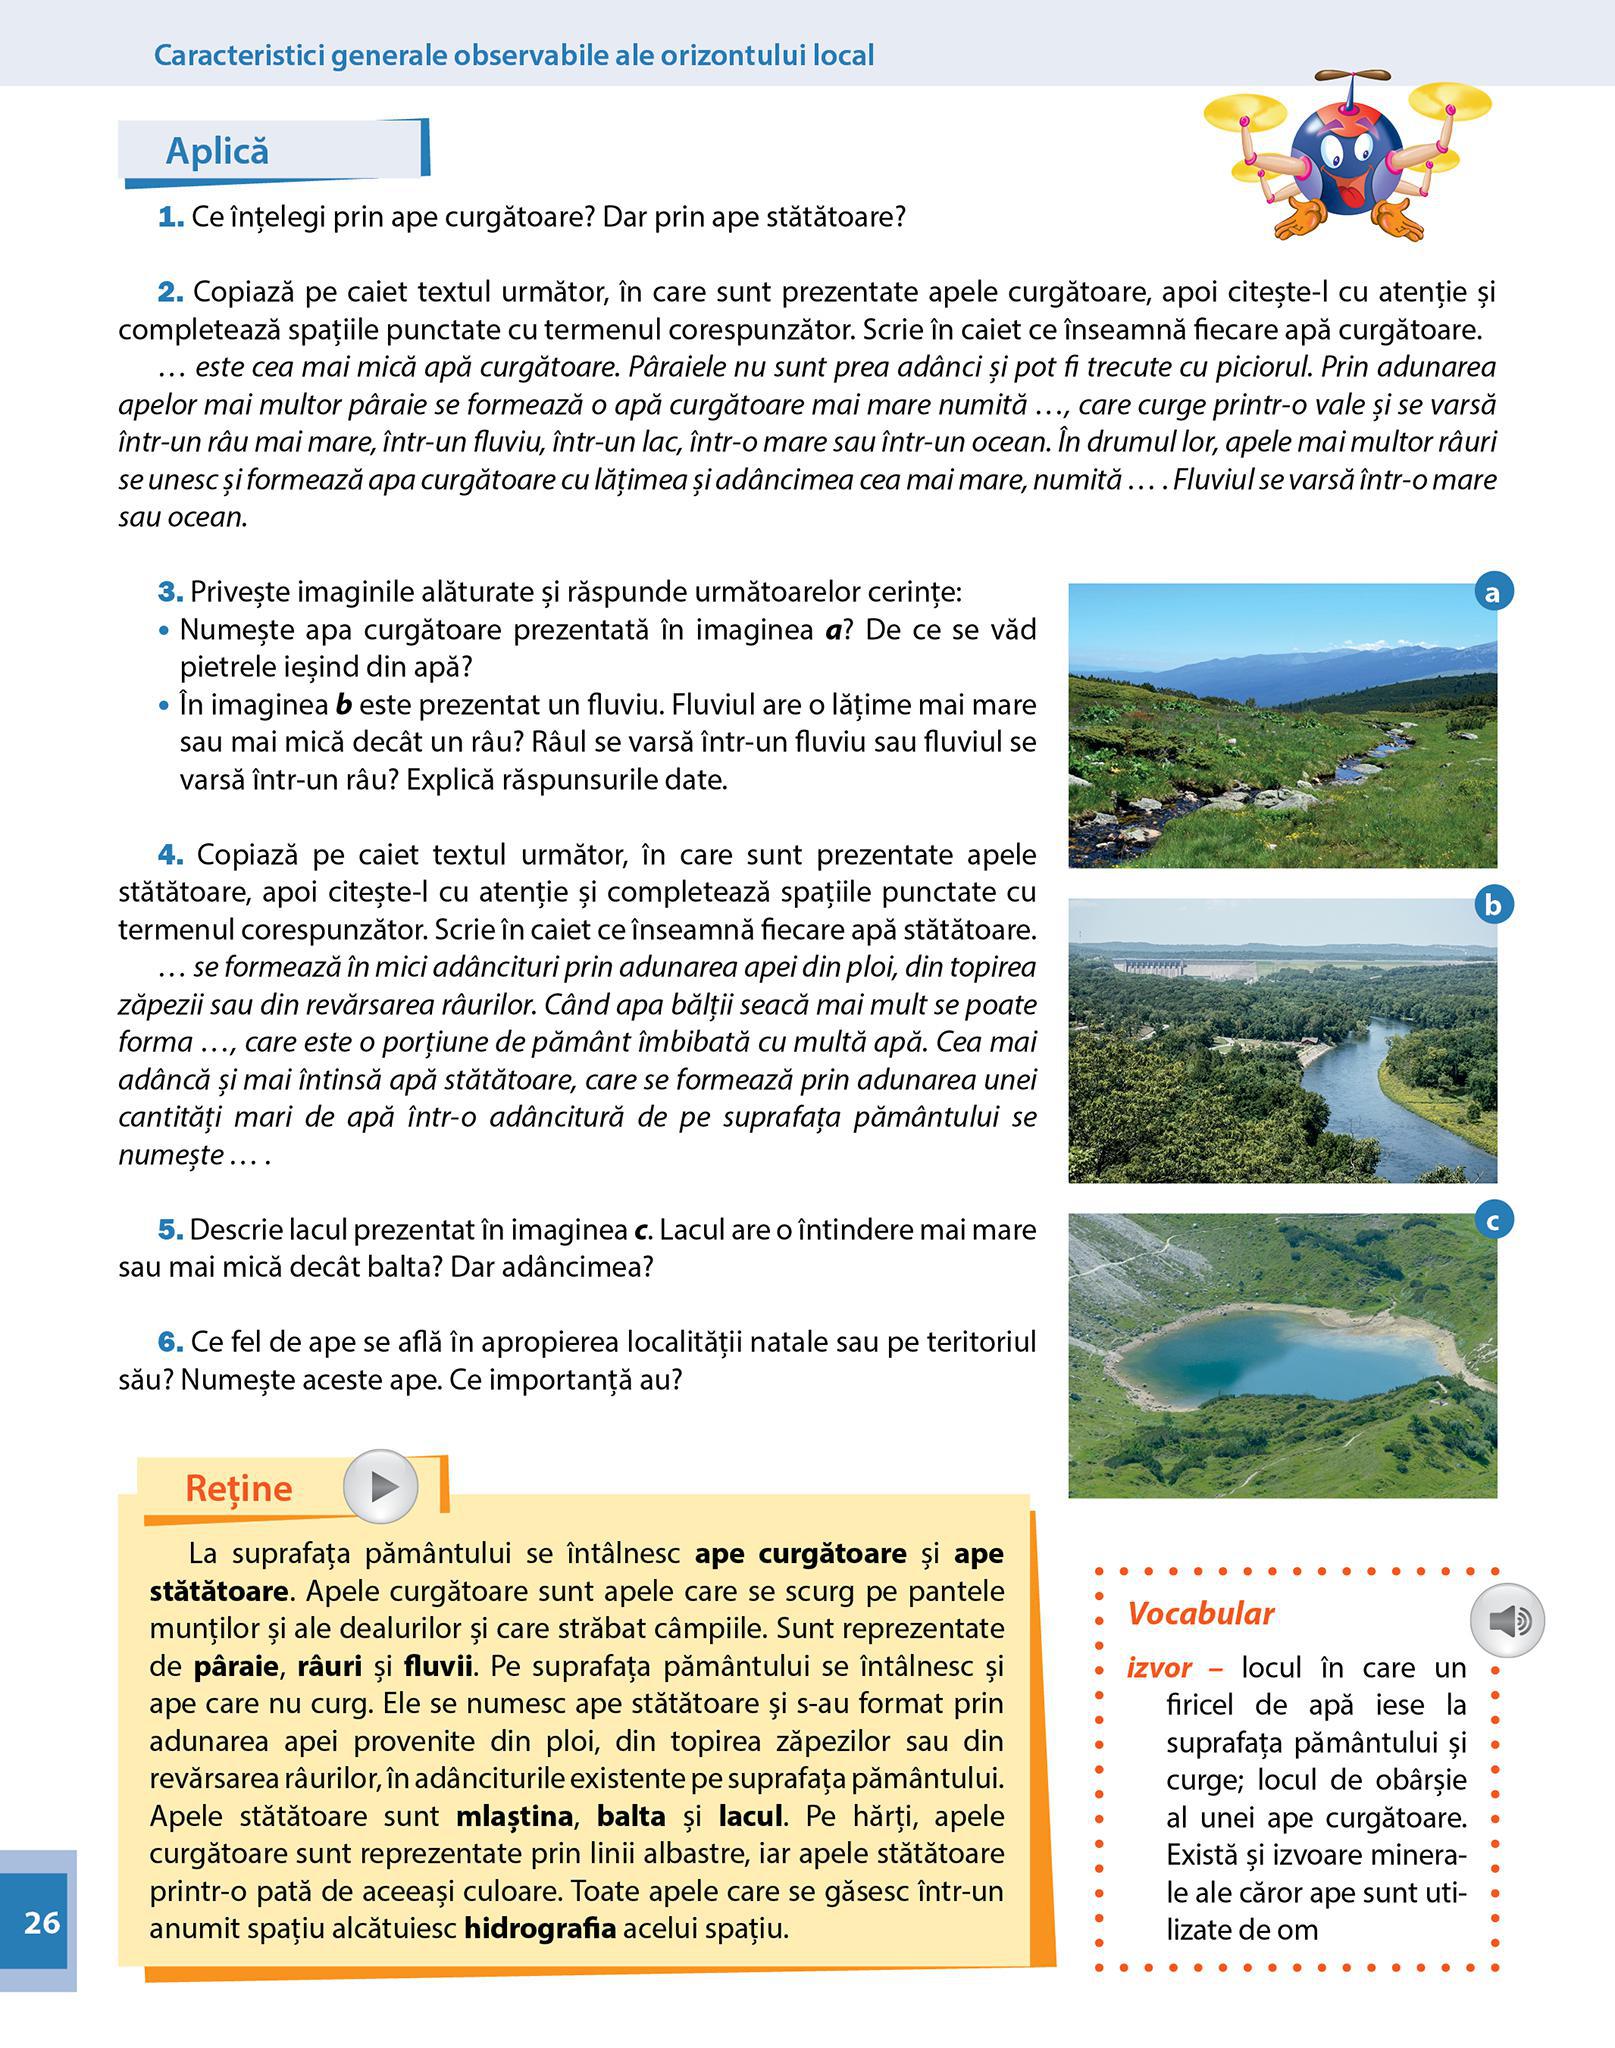 Caracteristici generale observabile ale orizontului local
Aplică
1. Ce înțelegi prin ape curgătoare? Dar prin ape stătătoare?
2. Copiază pe caiet textul următor, în care sunt prezentate apele curgătoare, apoi citește-l cu atenție și
completează spațiile punctate cu termenul corespunzător. Scrie în caiet ce înseamnă fiecare apă curgătoare.
… este cea mai mică apă curgătoare. Pâraiele nu sunt prea adânci și pot fi trecute cu piciorul. Prin adunarea
apelor mai multor pâraie se formează o apă curgătoare mai mare numită …, care curge printr-o vale și se varsă
într-un râu mai mare, într-un fluviu, într-un lac, într-o mare sau într-un ocean. În drumul lor, apele mai multor râuri
se unesc și formează apa curgătoare cu lățimea și adâncimea cea mai mare, numită … . Fluviul se varsă într-o mare
sau ocean.
3. Privește imaginile alăturate și răspunde următoarelor cerințe:
• Numește apa curgătoare prezentată în imaginea a? De ce se văd
pietrele ieșind din apă?
• În imaginea b este prezentat un fluviu. Fluviul are o lățime mai mare
sau mai mică decât un râu? Râul se varsă într-un fluviu sau fluviul se
varsă într-un râu? Explică răspunsurile date.
4. Copiază pe caiet textul următor, în care sunt prezentate apele
stătătoare, apoi citește-l cu atenție și completează spațiile punctate cu
termenul corespunzător. Scrie în caiet ce înseamnă fiecare apă stătătoare.
… se formează în mici adâncituri prin adunarea apei din ploi, din topirea
zăpezii sau din revărsarea râurilor. Când apa bălții seacă mai mult se poate
forma …, care este o porțiune de pământ îmbibată cu multă apă. Cea mai
adâncă și mai întinsă apă stătătoare, care se formează prin adunarea unei
cantități mari de apă într-o adâncitură de pe suprafața pământului se
numește … .
5. Descrie lacul prezentat în imaginea c. Lacul are o întindere mai mare
sau mai mică decât balta? Dar adâncimea?
6. Ce fel de ape se află în apropierea localității natale sau pe teritoriul
său? Numește aceste ape. Ce importanță au?
a
b
c
Reține
La suprafața pământului se întâlnesc ape curgătoare și ape
stătătoare. Apele curgătoare sunt apele care se scurg pe pantele
munților și ale dealurilor și care străbat câmpiile. Sunt reprezentate
de pâraie, râuri și fluvii. Pe suprafața pământului se întâlnesc și
ape care nu curg. Ele se numesc ape stătătoare și s-au format prin
adunarea apei provenite din ploi, din topirea zăpezilor sau din
revărsarea râurilor, în adânciturile existente pe suprafața pământului.
Apele stătătoare sunt mlaștina, balta și lacul. Pe hărți, apele
curgătoare sunt reprezentate prin linii albastre, iar apele stătătoare
printr-o pată de aceeași culoare. Toate apele care se găsesc într-un
anumit spațiu alcătuiesc hidrografia acelui spațiu.
Vocabular
izvor – locul în care un
firicel de apă iese la
suprafața pământului și
curge; locul de obârșie
al unei ape curgătoare.
Există și izvoare minera-
le ale căror ape sunt uti-
lizate de om
26